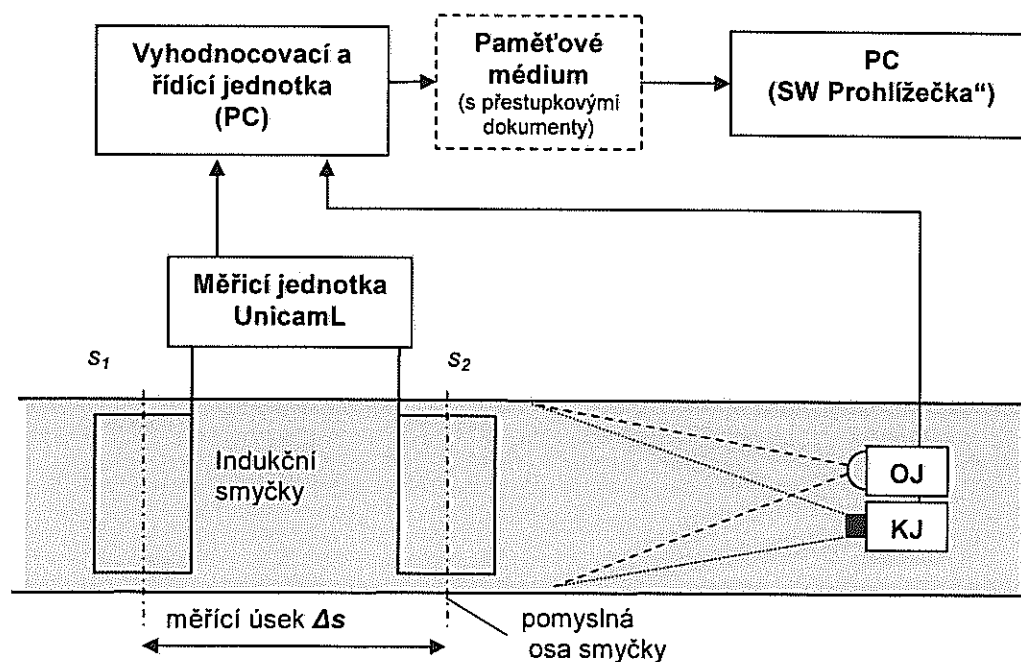 Vyhodnocovací a
řídící jednotka
(PC)
Paměťové
médium
(s přestupkovými
dokumenty)
PC
(SW Prohlížečka“)
Měřicí jednotka
UnicamL
s1
s2
Indukční
smyčky
OJ
KJ
měřící úsek Δs
pomyslná
osa smyčky